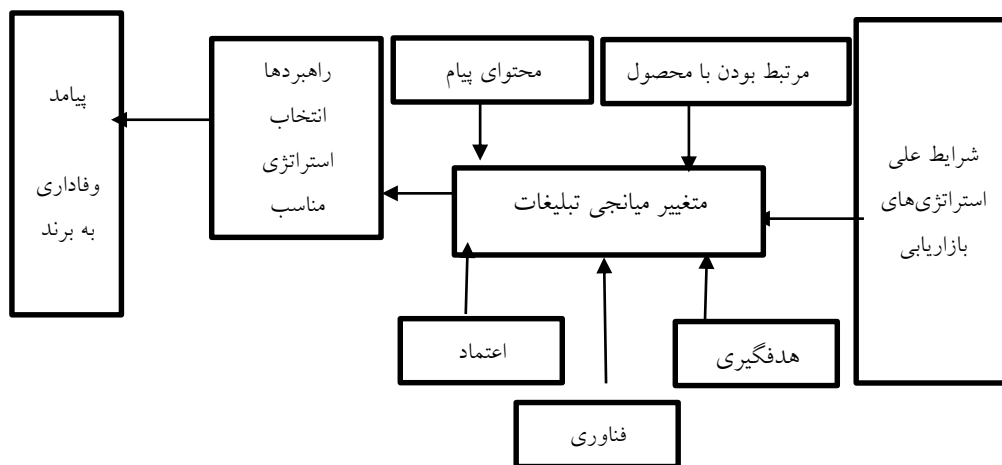 شرایط علی
استراتژی‌های
بازاریابی
مرتبط بودن با محصول
محتوای پیام
متغییر میانجی تبلیغات
هدفگیری
فناوری
اعتماد
راهبردها
انتخاب
استراتژی
مناسب
پیامد
وفاداری
به برند